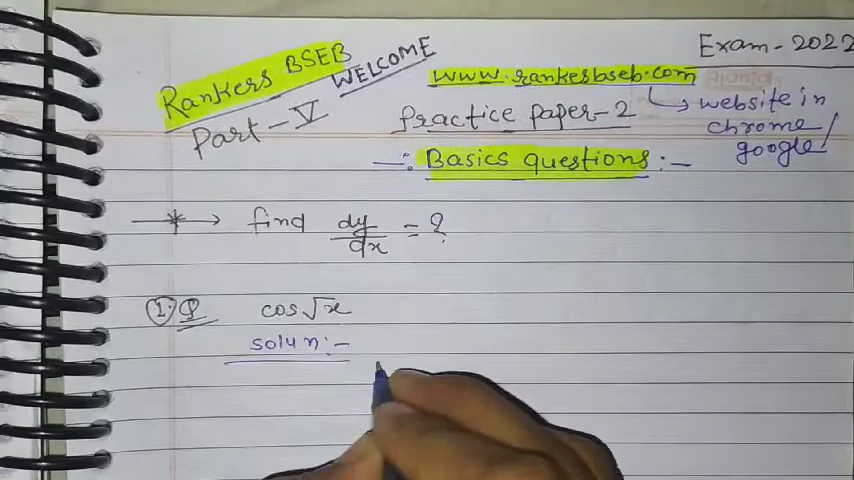 Exam-2022
Rankers BSEB
WELCOME
www.rankersbseb.com
Part-V
Practice paper-2
website in
chrome/
google
Basics questions :-
find dy/dx = ?
1. Q cos√x
solun:-